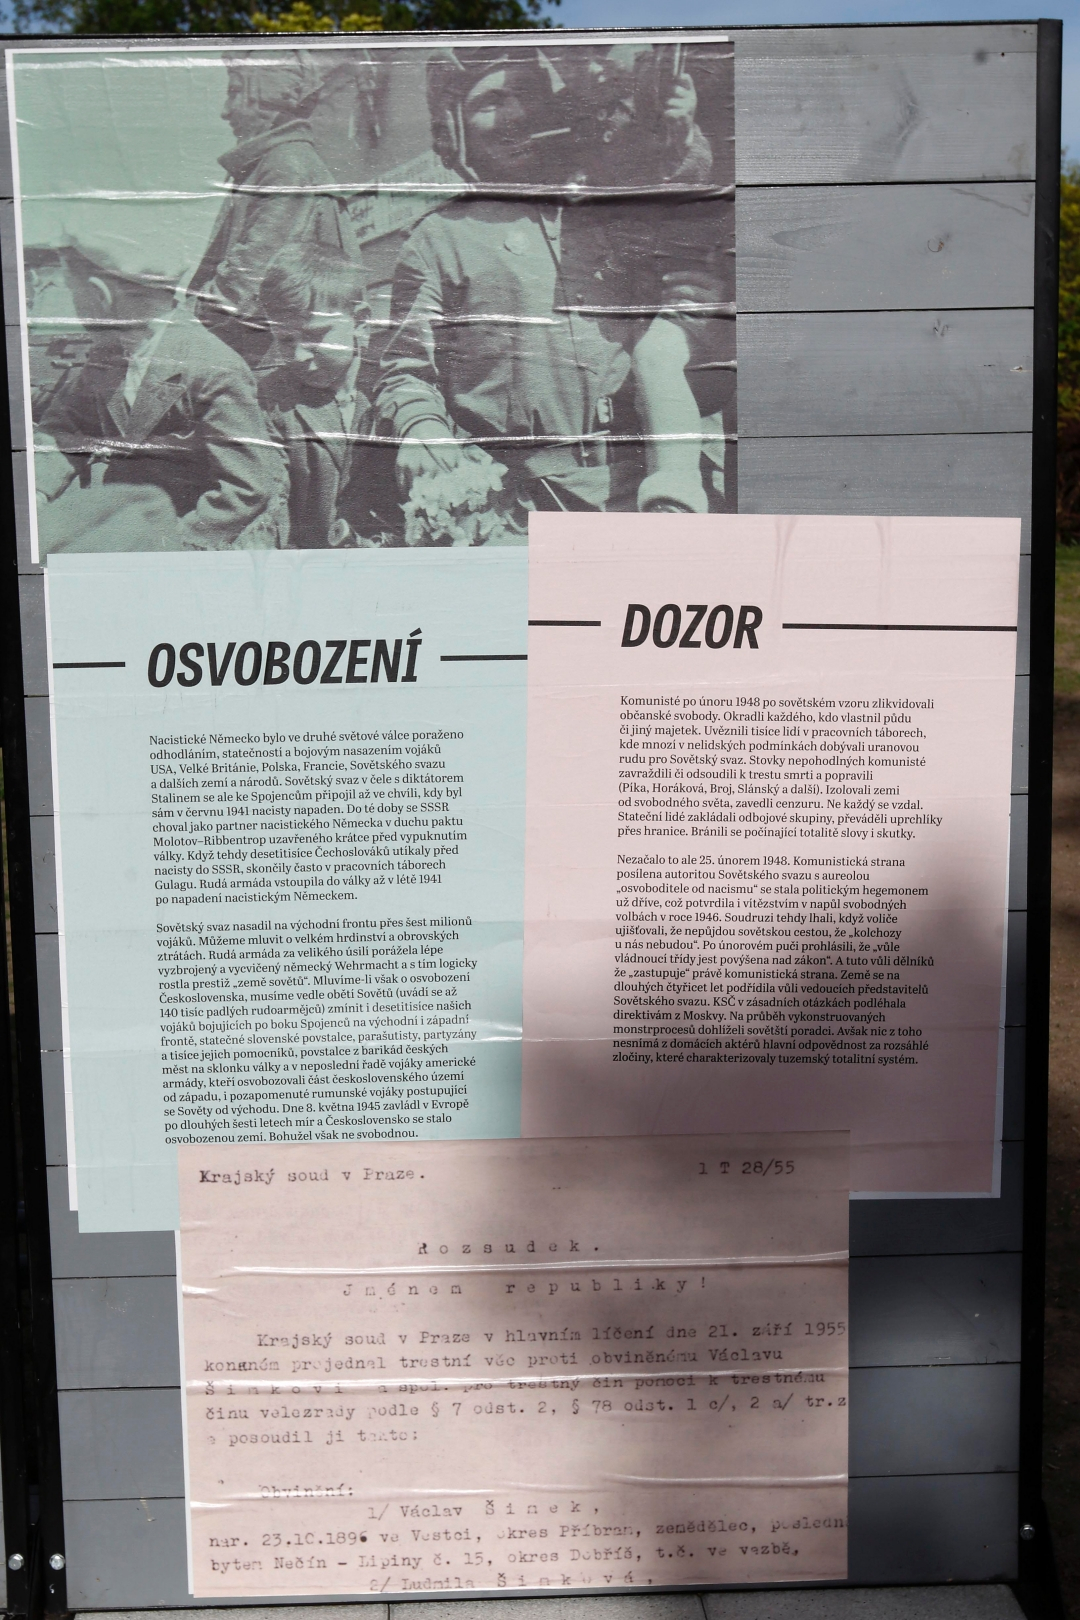 OSVOBOZENÍ
Nacistické Německo bylo ve druhé světové válce poraženo
odhodláním, statečností a bojovým nasazením vojáků
USA, Velké Británie, Polska, Francie, Sovětského svazu
a dalších zemí a národů. Sovětský svaz v čele s diktátorem
Stalinem se ale ke Spojencům připojil až ve chvíli, kdy byl
sám v červnu 1941 nacisty napaden. Do té doby se SSSR
choval jako partner nacistického Německa v duchu paktu
Molotov–Ribbentrop uzavřeného krátce před vypuknutím
války. Když tehdy desetitisíce Čechoslováků utíkaly před
nacisty do SSSR, skončily často v pracovních táborech
Gulagu. Rudá armáda vstoupila do války až v létě 1941
po napadení nacistickým Německem.
Sovětský svaz nasadil na východní frontu přes šest milionů
vojáků. Můžeme mluvit o velkém hrdinství a obrovských
ztrátách. Rudá armáda za velikého úsilí porážela lépe
vyzbrojený a vycvičený německý Wehrmacht a s tím logicky
rostla prestiž „země sovětů“. Mluvíme-li však o osvobození
Československa, musíme vedle obětí Sovětů (uvádí se až
140 tisíc padlých rudoarmějců) zmínit i desetitisíce našich
vojáků bojujících po boku Spojenců na východní i západní
frontě, statečné slovenské povstalce, parašutisty, partyzány
a tisíce jejich pomocníků, povstalce z barikád českých
měst na sklonku války a v neposlední řadě vojáky americké
armády, kteří osvobozovali část československého území
od západu, i pozapomenuté rumunské vojáky postupující
se Sověty od východu. Dne 8. května 1945 zavládl v Evropě
po dlouhých šesti letech mír a Československo se stalo
osvobozenou zemí. Bohužel však ne svobodnou.
DOZOR
Komunisté po únoru 1948 po sovětském vzoru zlikvidovali
občanské svobody. Okradli každého, kdo vlastnil půdu
či jiný majetek. Uvěznili tisíce lidí v pracovních táborech,
kde mnozí v nelidských podmínkách dobývali uranovou
rudu pro Sovětský svaz. Stovky nepohodlných komunisté
zavraždili či odsoudili k trestu smrti a popravili
(Píka, Horáková, Broj, Slánský a další). Izolovali zemi
od svobodného světa, zavedli cenzuru. Ne každý se vzdal.
Stateční lidé zakládali odbojové skupiny, převáděli uprchlíky
přes hranice. Bránili se počínající totalitě slovy i skutky.
Nezačalo to ale 25. únorem 1948. Komunistická strana
posílena autoritou Sovětského svazu s aureolou
„osvoboditele od nacismu“ se stala politickým hegemonem
už dříve, což potvrdila i vítězstvím v napůl svobodných
volbách v roce 1946. Soudruzi tehdy lhali, když voliče
ujišťovali, že nepůjdou sovětskou cestou, že „kolchozy
u nás nebudou“. Po únorovém puči prohlásili, že „vůle
vládnoucí třídy jest povýšena nad zákon“. A tuto vůli dělníků
že „zastupuje“ právě komunistická strana. Země se na
dlouhých čtyřicet let podřídila vůli vedoucích představitelů
Sovětského svazu. KSČ v zásadních otázkách podléhala
direktivám z Moskvy. Na průběh vykonstruovaných
monstrprocesů dohlíželi sovětští poradci. Avšak nic z toho
nesnímá z domácích aktérů hlavní odpovědnost za rozsáhlé
zločiny, které charakterizovaly tuzemský totalitní systém.
Krajský soud v Praze. 1 T 28/55
Rozsudek.
Jménem republiky!
Krajský soud v Praze v hlavním líčení dne 21. září 1955
konaném projednal trestní věc proti obviněnému Václavu
Šinkovi a spol. pro trestný čin pomoci k trestnému
činu velezrady podle § 7 odst. 2, § 78 odst. 1 c/, 2 a/ tr.z
a posoudil ji takto:
Obvinění:
1/ Václav Šinek,
nar. 23.10.1896 ve Vestci, okres Příbram, zemědělec, posledn
bytem Nečín – Lipiny č. 15, okres Dobříš, t.č. ve vazbě,
2/ Ludmila Šinková,